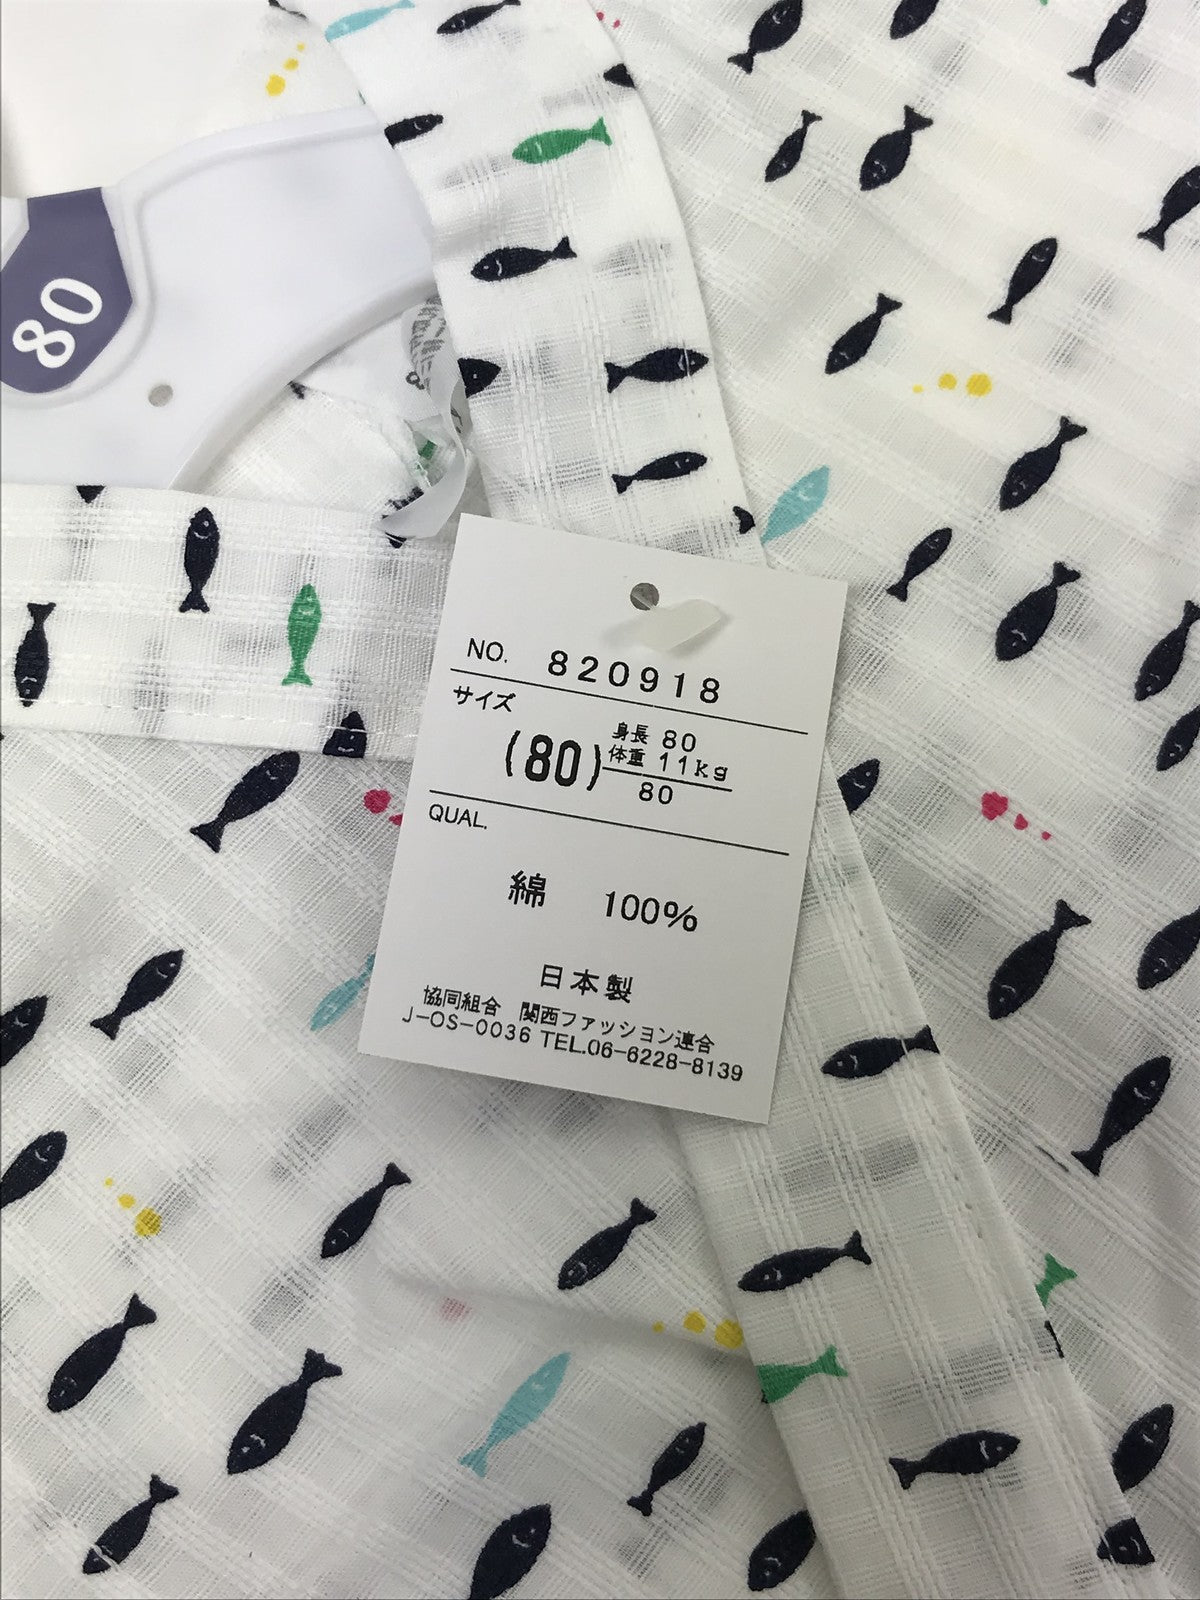 80
NO. 820918
サイズ
(80) 身長 80
体重 11kg
80
QUAL.
綿 100%
日本製
協同組合 関西ファッション連合
J-OS-0036 TEL.06-6228-8139